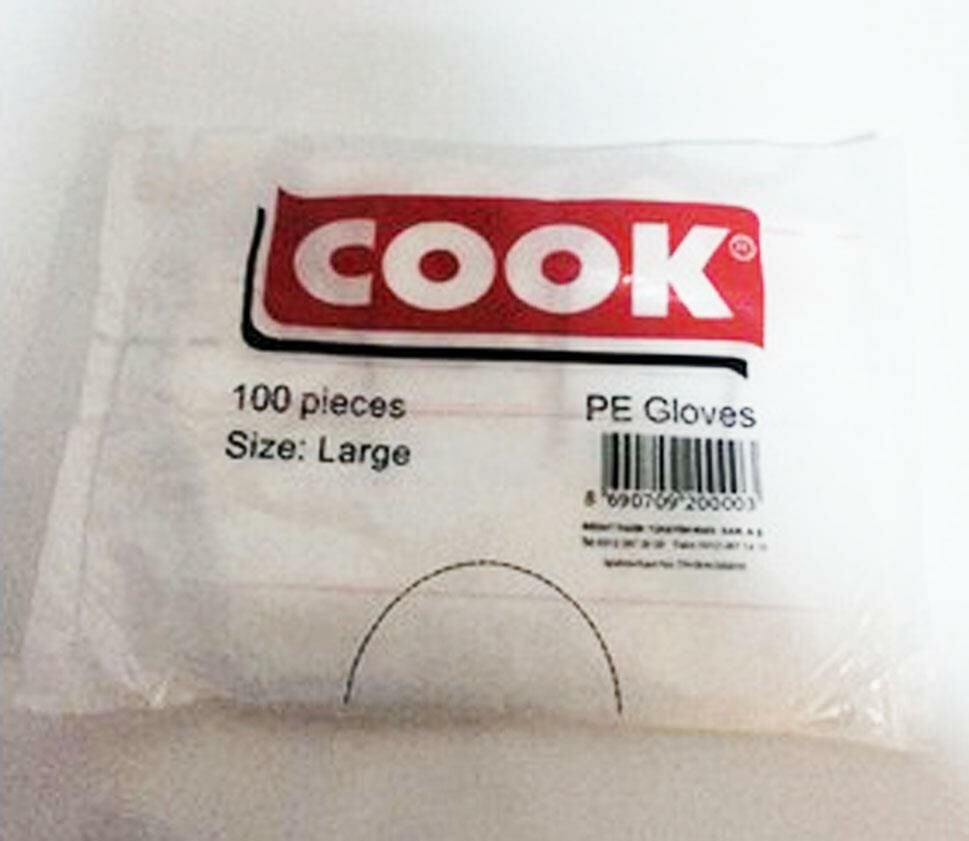 COOK®
100 pieces
Size: Large
PE Gloves
8 690709 200003